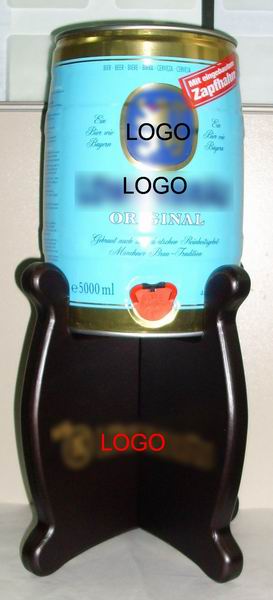 BIER · BEER · BIERE · BIRRA · CERVEZA · CERVEJA
Mit eingebautem
Zapfhahn
Ein
Bier wie
Bayern
LOGO
Ein
Bier wie
Bayern
LOGO
ORIGINAL
Gebraut nach
Reinheitsgebot
Münchner Brau-Tradition
e 5000 ml
LOGO